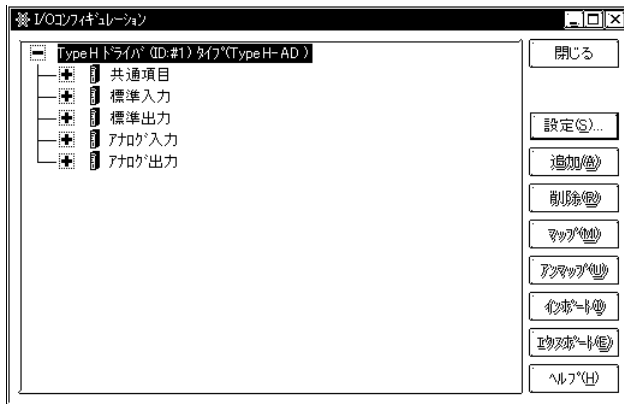 I/Oコンフィギュレーション
TypeH ドライバ (ID:#1) タイプ(TypeH-AD )
共通項目
標準入力
標準出力
アナログ入力
アナログ出力
閉じる
設定(S)...
追加(A)
削除(R)
マップ(M)
アンマップ(U)
インポート(I)
エクスポート(E)
ヘルプ(H)